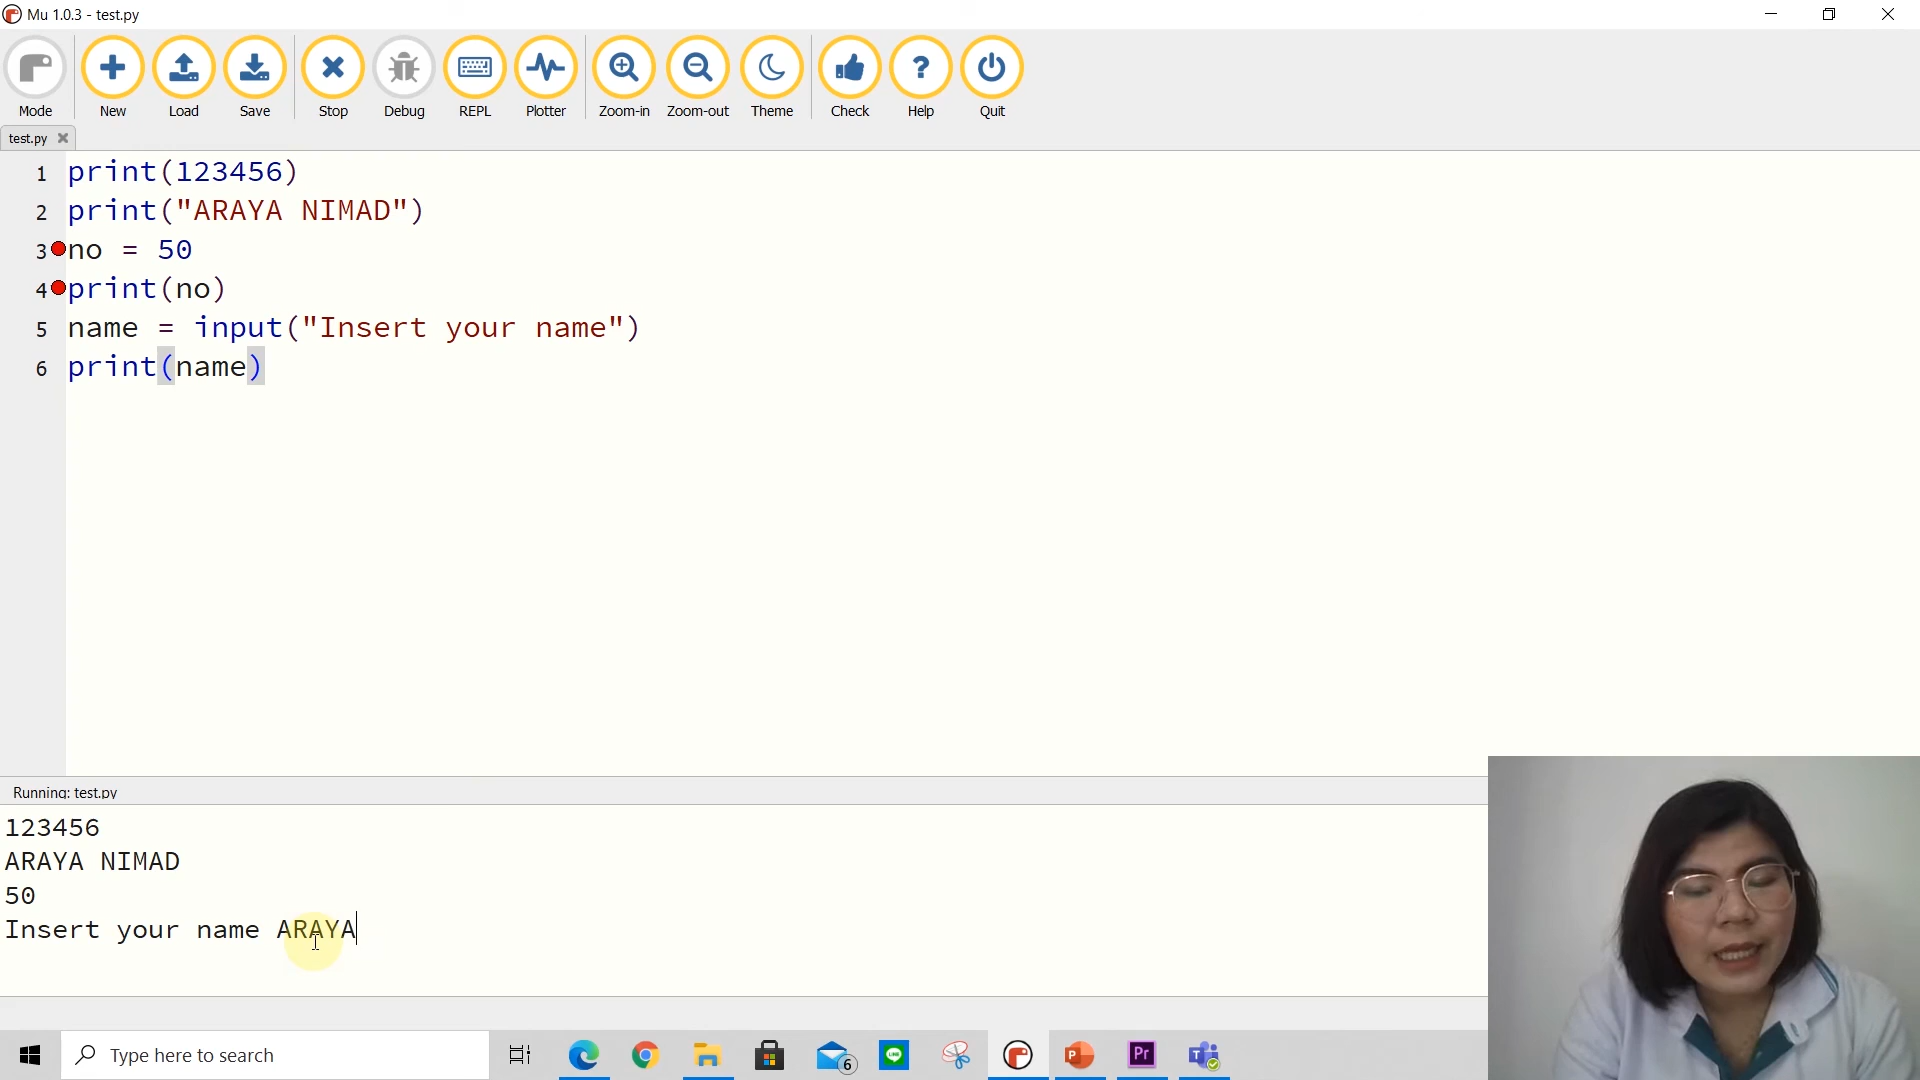 Mu 1.0.3 - test.py
Mode New Load Save Stop Debug REPL Plotter Zoom-in Zoom-out Theme Check Help Quit
test.py
1 print(123456)
2 print("ARAYA NIMAD")
3 no = 50
4 print(no)
5 name = input("Insert your name")
6 print(name)
Running: test.py
123456
ARAYA NIMAD
50
Insert your name ARAYA
Type here to search
6
LINE
P
Pr
T